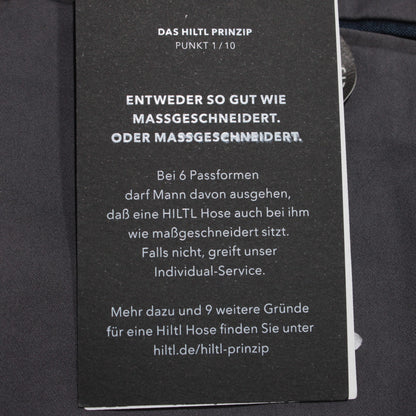 DAS HILTL PRINZIP
PUNKT 1 / 10
ENTWEDER SO GUT WIE
MASSGESCHNEIDERT.
ODER MASSGESCHNEIDERT.
Bei 6 Passformen
darf Mann davon ausgehen,
daß eine HILTL Hose auch bei ihm
wie maßgeschneidert sitzt.
Falls nicht, greift unser
Individual-Service.
Mehr dazu und 9 weitere Gründe
für eine Hiltl Hose finden Sie unter
hiltl.de/hiltl-prinzip